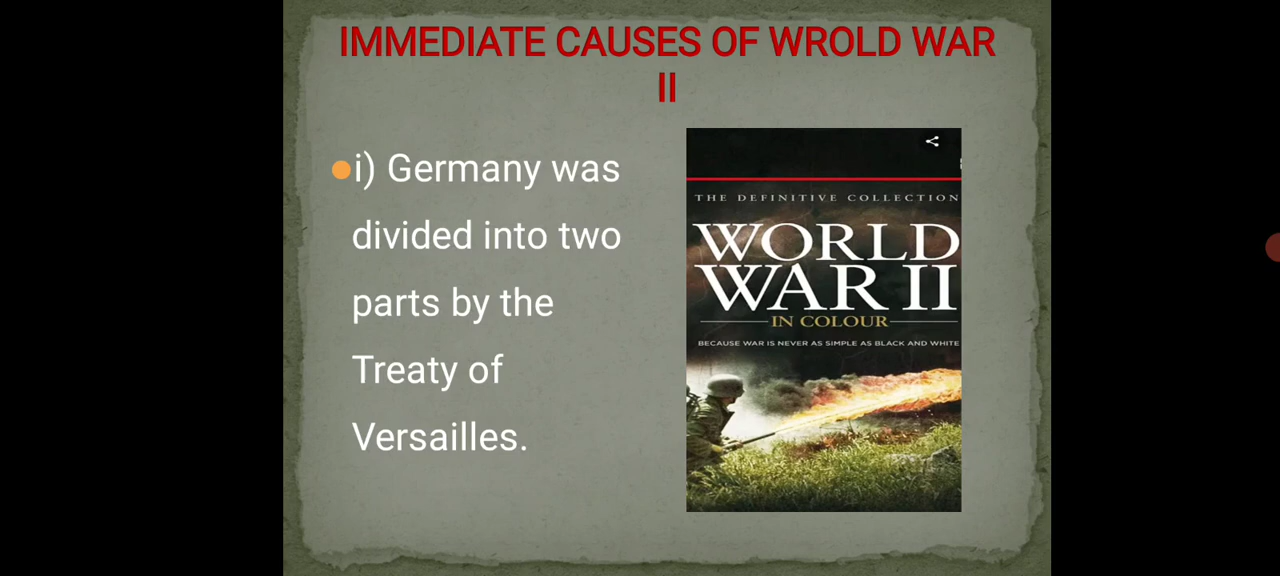 IMMEDIATE CAUSES OF WROLD WAR
II
i) Germany was
divided into two
parts by the
Treaty of
Versailles.
THE DEFINITIVE COLLECTION
WORLD
WAR II
IN COLOUR
BECAUSE WAR IS NEVER AS SIMPLE AS BLACK AND WHITE